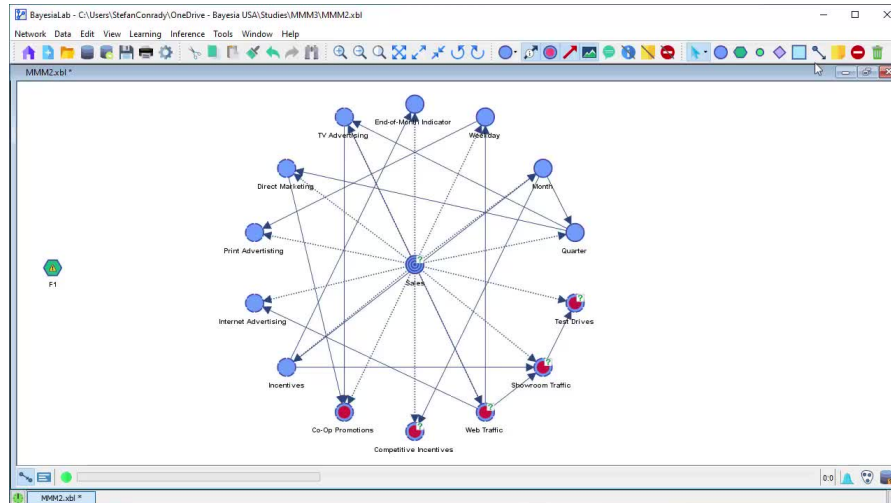 BayesiaLab - C:\Users\StefanConrady\OneDrive - Bayesia USA\Studies\MMM3\MMM2.xbl
Network Data Edit View Learning Inference Tools Window Help
MMM2.xbl *
End-of-Month Indicator
TV Advertising
Weekday
Direct Marketing
Month
Print Advertising
Quarter
Sales
F1
Internet Advertising
Test Drives
Incentives
Showroom Traffic
Co-Op Promotions
Web Traffic
Competitive Incentives
0:0
MMM2.xbl *